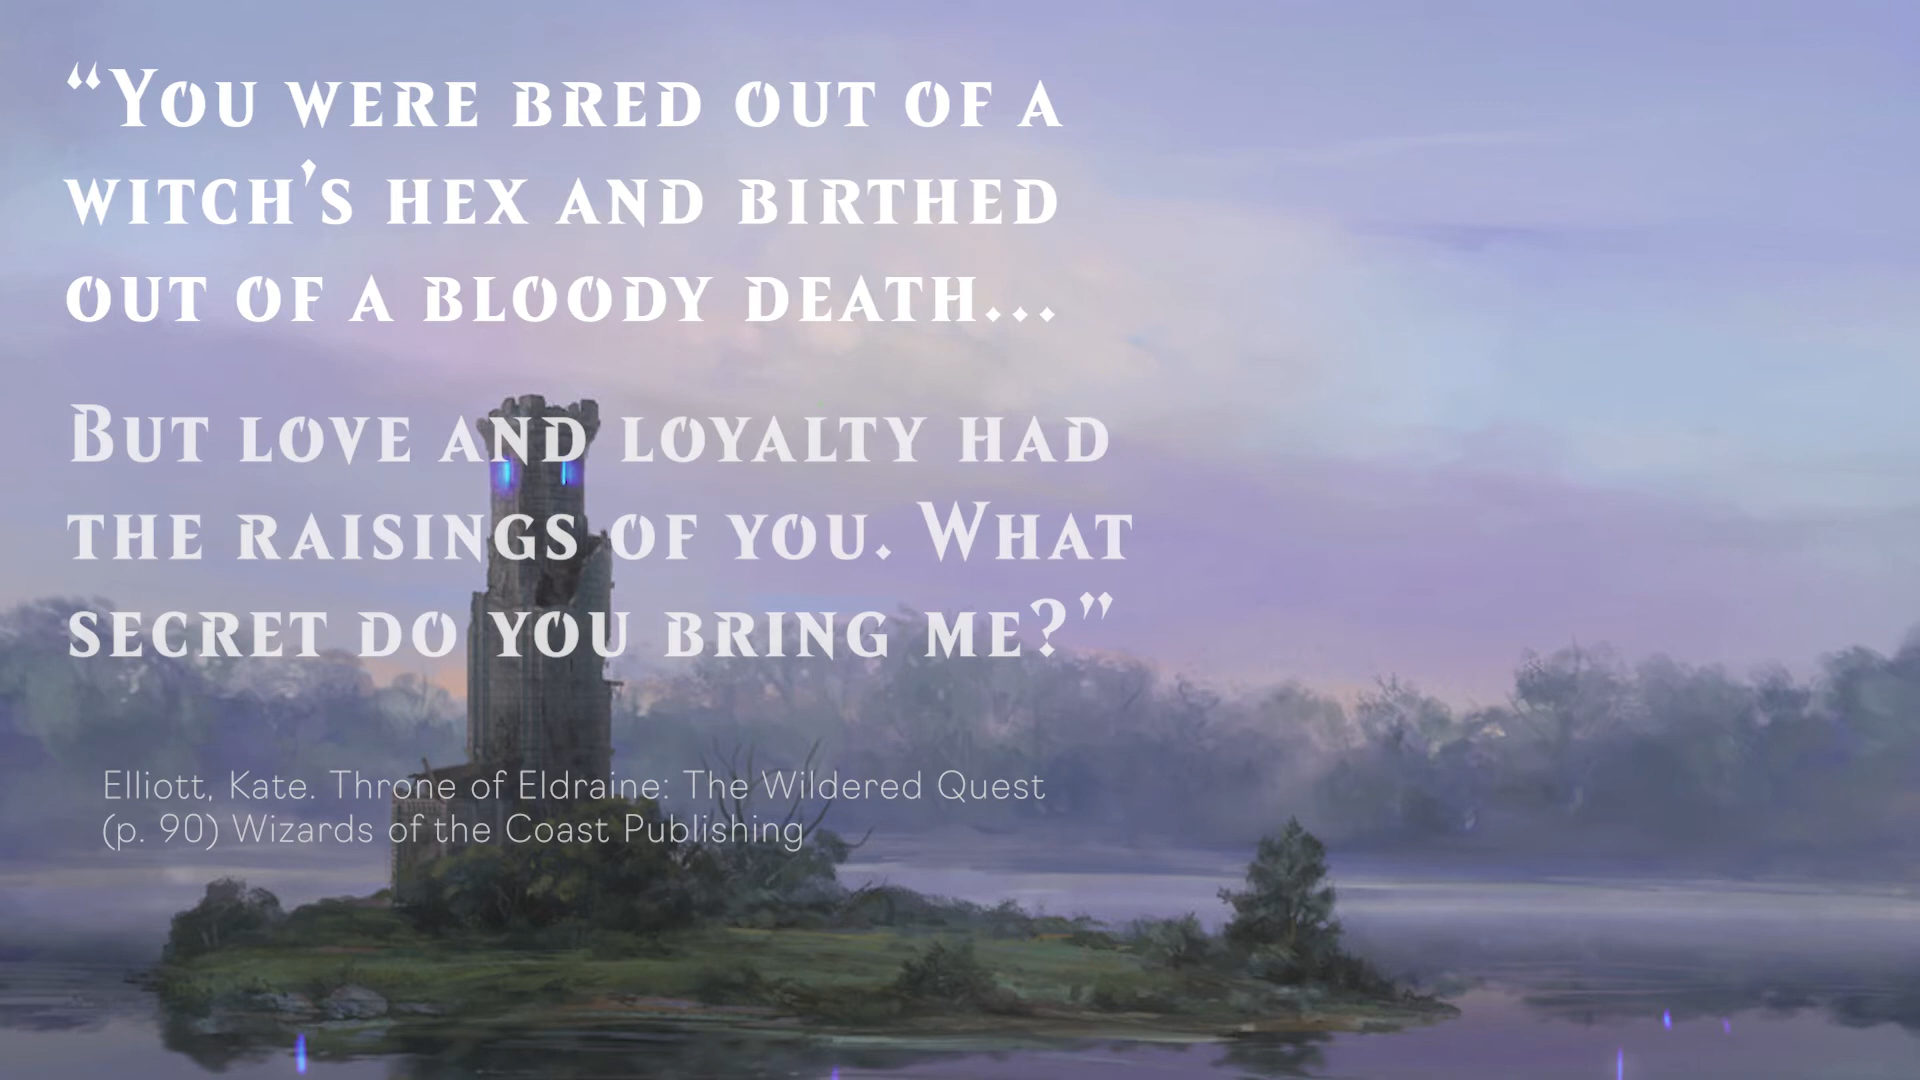 “You were bred out of a
witch’s hex and birthed
out of a bloody death...
But love and loyalty had
the raisings of you. What
secret do you bring me?”
Elliott, Kate. Throne of Eldraine: The Wildered Quest
(p. 90) Wizards of the Coast Publishing